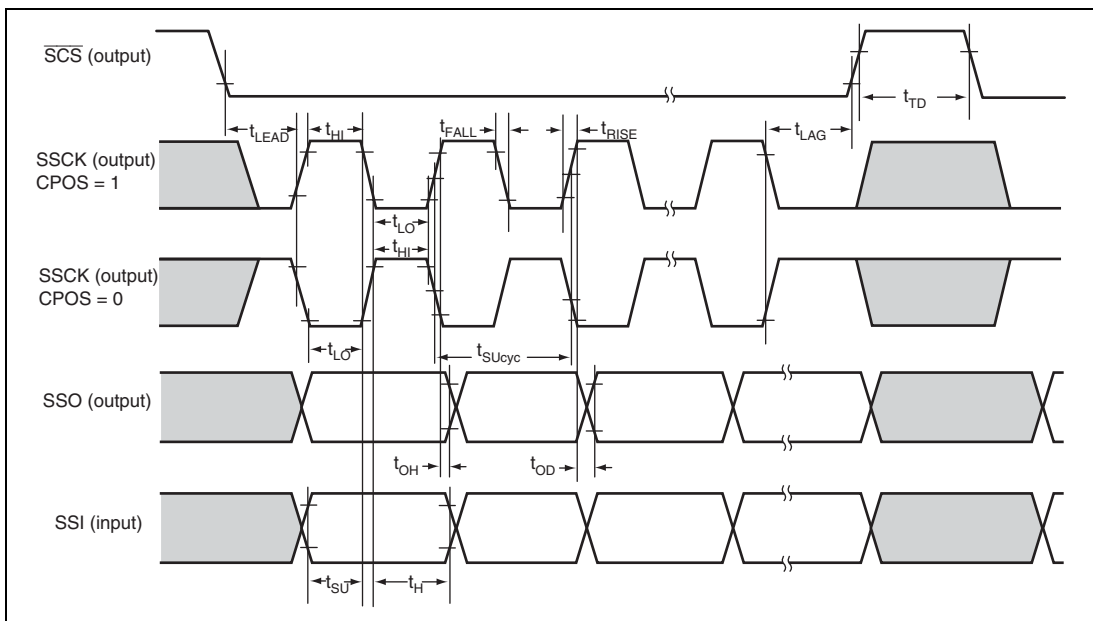 SCS (output)
tTD
tLEAD
tHI
tFALL
tRISE
tLAG
SSCK (output)
CPOS = 1
tLO
tHI
SSCK (output)
CPOS = 0
tLO
tSUcyc
SSO (output)
tOH
tOD
SSI (input)
tSU
tH